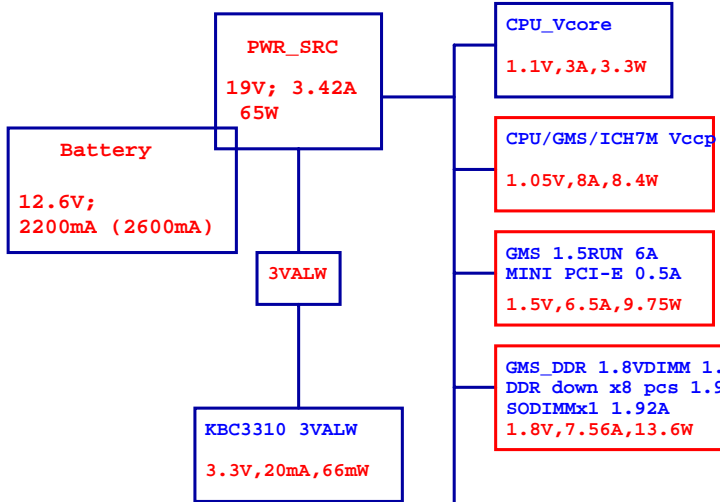 PWR_SRC
19V; 3.42A
65W
Battery
12.6V;
2200mA (2600mA)
3VALW
KBC3310 3VALW
3.3V,20mA,66mW
CPU_Vcore
1.1V,3A,3.3W
CPU/GMS/ICH7M Vccp
1.05V,8A,8.4W
GMS 1.5RUN 6A
MINI PCI-E 0.5A
1.5V,6.5A,9.75W
GMS_DDR 1.8VDIMM 1.
DDR down x8 pcs 1.9
SODIMMx1 1.92A
1.8V,7.56A,13.6W